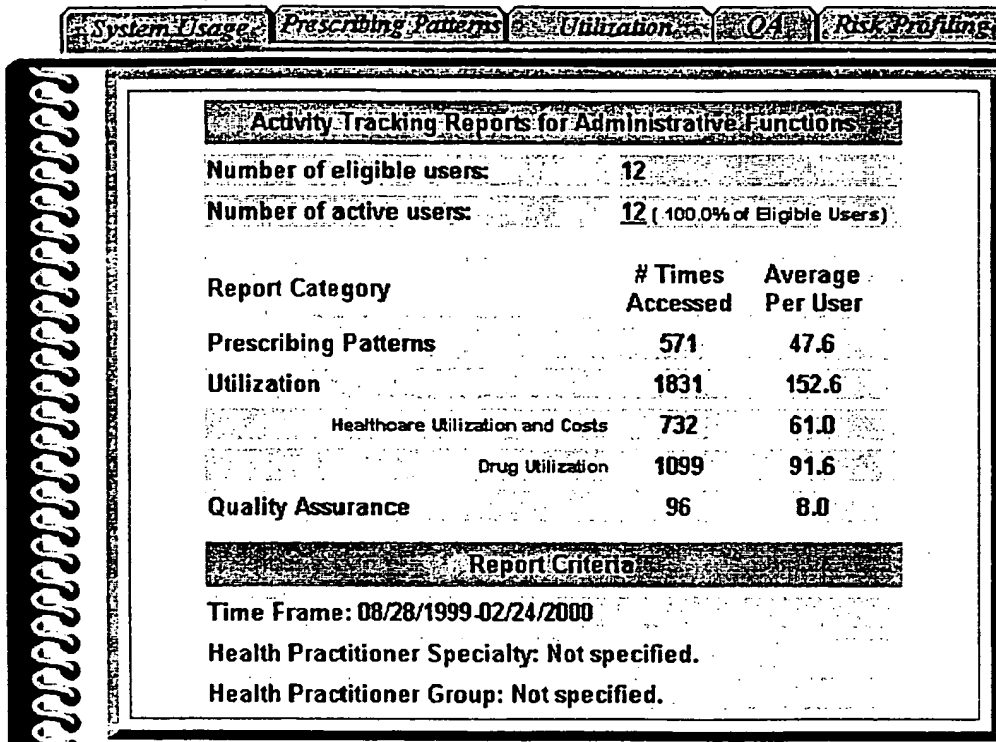 System Usage Prescribing Patterns Utilization QA Risk Profiling
Activity Tracking Reports for Administrative Functions
Number of eligible users: 12
Number of active users: 12 ( 100.0% of Eligible Users)
Report Category # Times Accessed Average Per User
Prescribing Patterns 571 47.6
Utilization 1831 152.6
Healthcare Utilization and Costs 732 61.0
Drug Utilization 1099 91.6
Quality Assurance 96 8.0
Report Criteria
Time Frame: 08/28/1999-02/24/2000
Health Practitioner Specialty: Not specified.
Health Practitioner Group: Not specified.